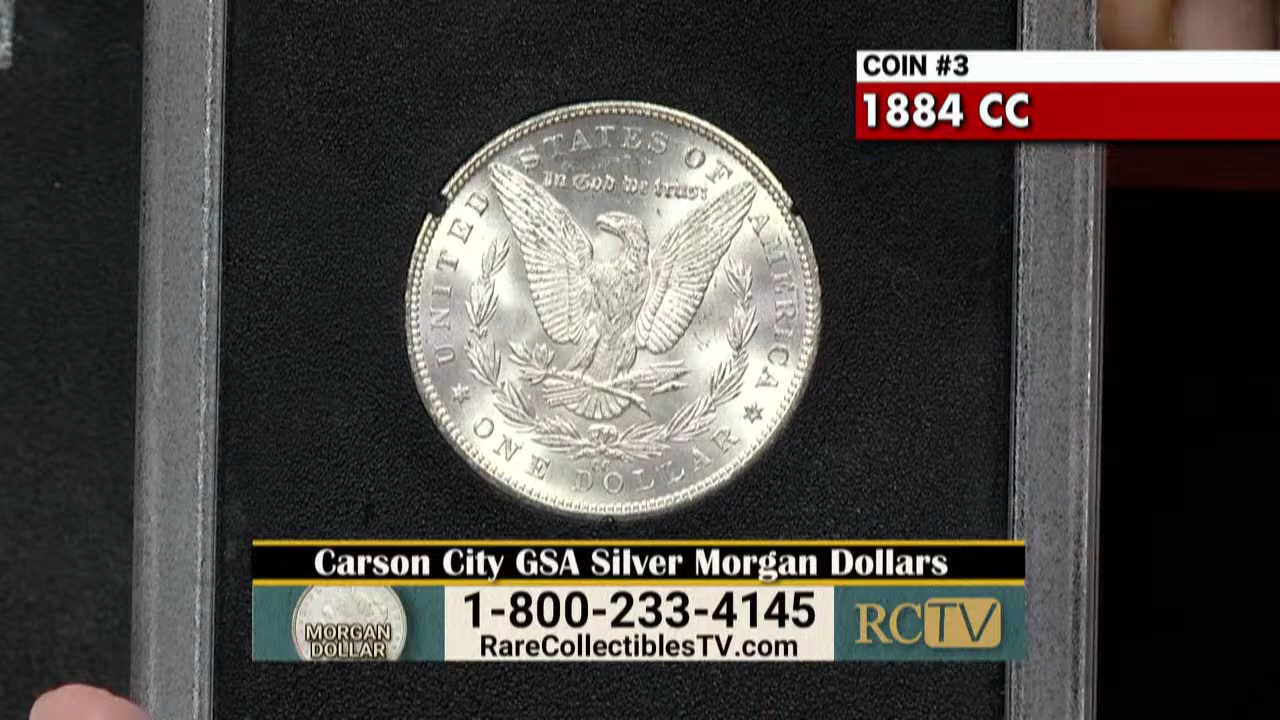 COIN #3
1884 CC
UNITED STATES OF AMERICA
In God we trust
ONE DOLLAR
CC
Carson City GSA Silver Morgan Dollars
MORGAN
DOLLAR
1-800-233-4145
RareCollectiblesTV.com
RCTV